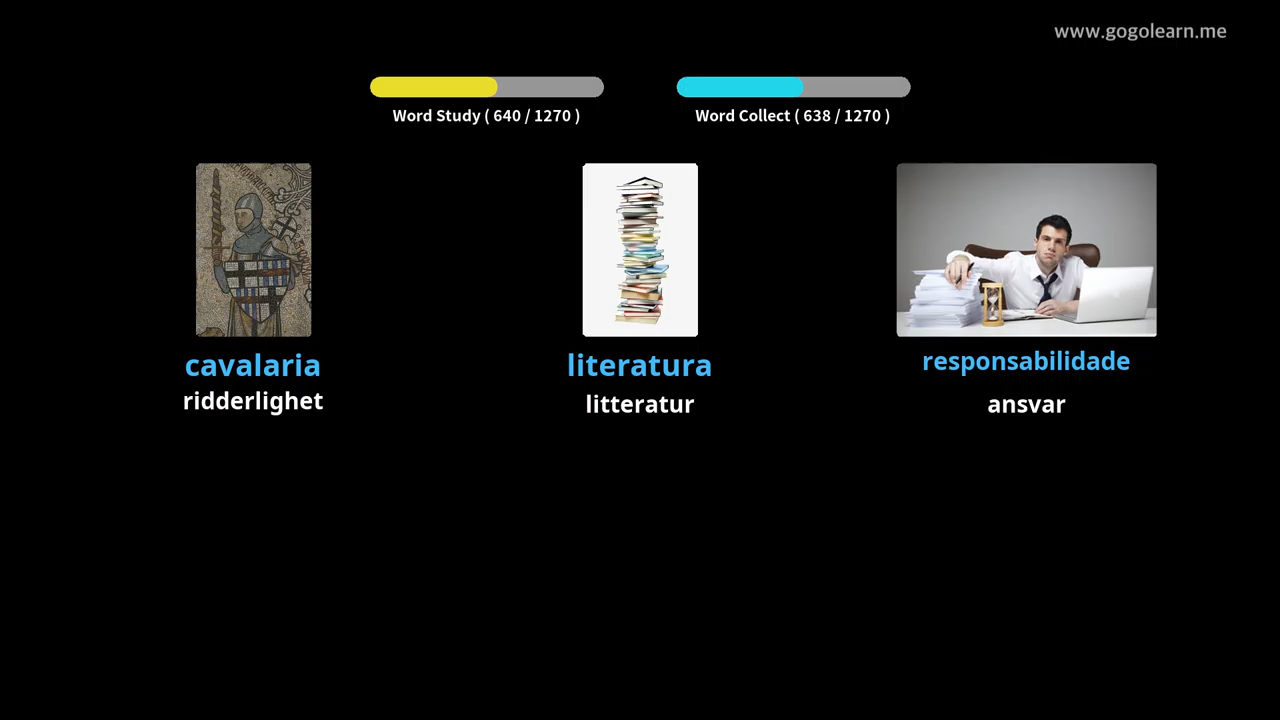 www.gogolearn.me
Word Study ( 640 / 1270 )
Word Collect ( 638 / 1270 )
cavalaria
ridderlighet
literatura
litteratur
responsabilidade
ansvar